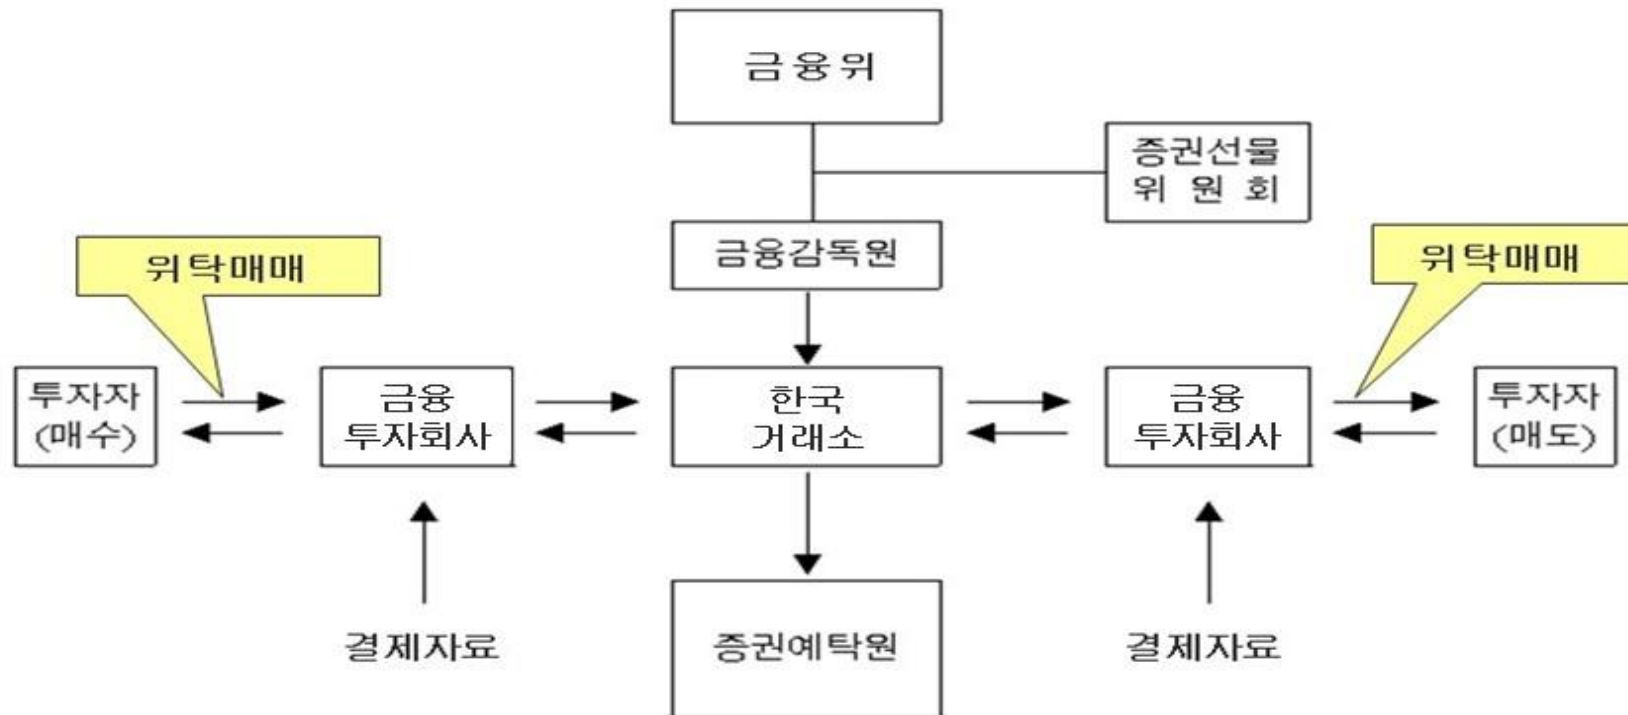 금융위
증권선물
위 원 회
금융감독원
위탁매매
위탁매매
투자자
(매수)
금융
투자회사
한국
거래소
금융
투자회사
투자자
(매도)
결제자료
증권예탁원
결제자료